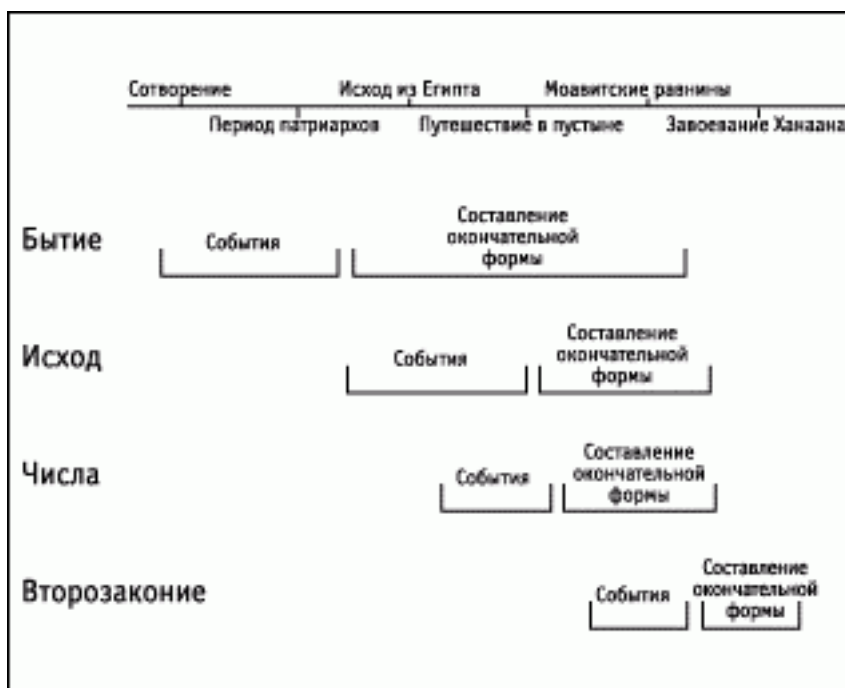 Сотворение Исход из Египта Моавитские равнины
Период патриархов Путешествие в пустыне Завоевание Ханаана
Бытие
События
Составление
окончательной
формы
Исход
События
Составление
окончательной
формы
Числа
События
Составление
окончательной
формы
Второзаконие
События
Составление
окончательной
формы